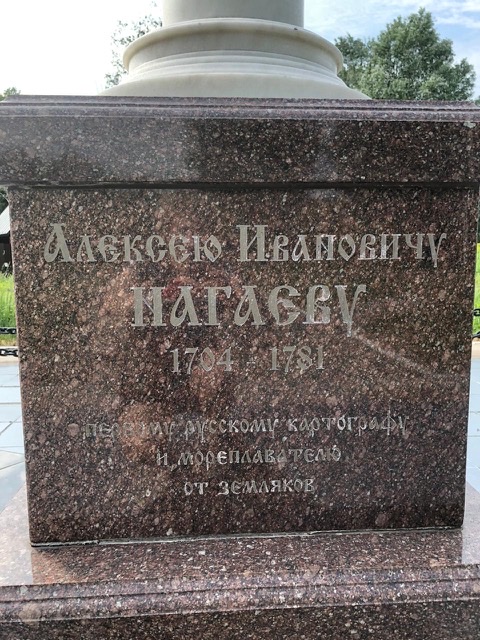 Алексею Ивановичу
НАГАЕВУ
1704 - 1781
первому русскому картографу
и мореплавателю
от земляков